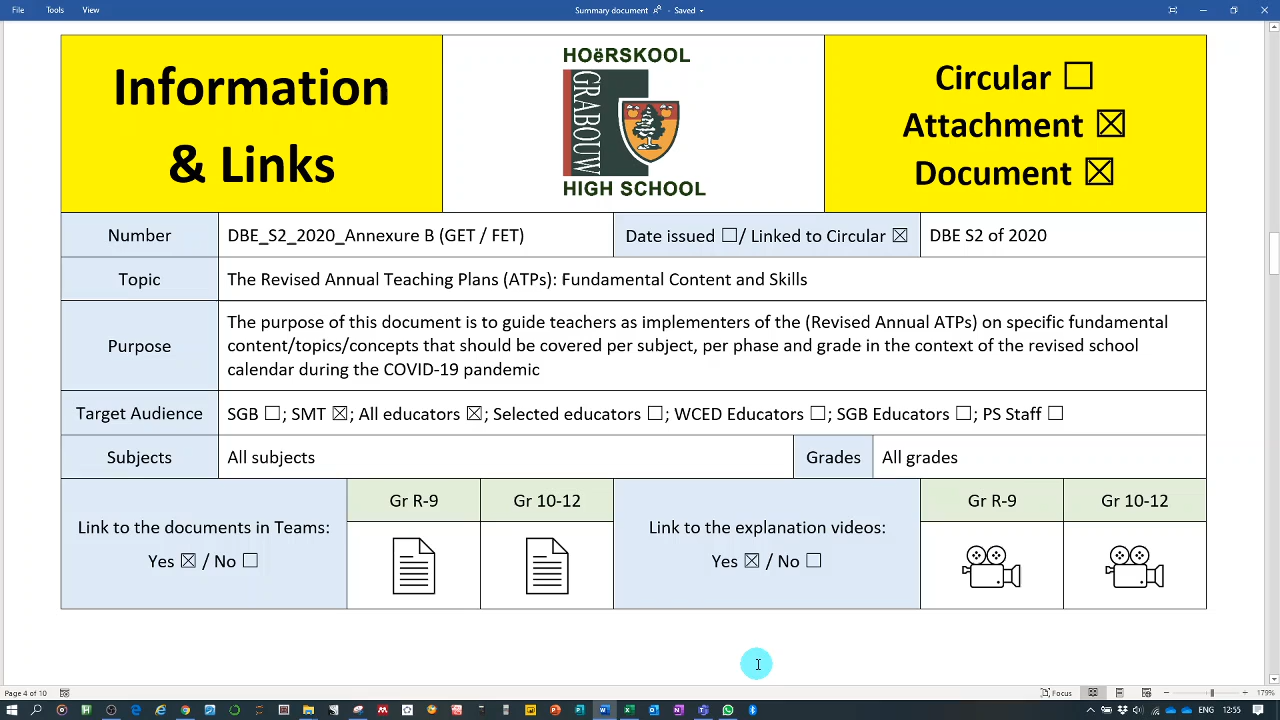 File Tools View Summary document - Saved
Information
& Links
HOëRSKOOL
GRABOUW
HIGH SCHOOL
Circular ☐
Attachment ☒
Document ☒
Number DBE_S2_2020_Annexure B (GET / FET) Date issued ☐/ Linked to Circular ☒ DBE S2 of 2020
Topic The Revised Annual Teaching Plans (ATPs): Fundamental Content and Skills
Purpose
The purpose of this document is to guide teachers as implementers of the (Revised Annual ATPs) on specific fundamental
content/topics/concepts that should be covered per subject, per phase and grade in the context of the revised school
calendar during the COVID-19 pandemic
Target Audience SGB ☐; SMT ☒; All educators ☒; Selected educators ☐; WCED Educators ☐; SGB Educators ☐; PS Staff ☐
Subjects All subjects Grades All grades
Link to the documents in Teams:
Yes ☒ / No ☐
Gr R-9 Gr 10-12
Link to the explanation videos:
Yes ☒ / No ☐
Gr R-9 Gr 10-12
Page 4 of 10 Focus 179%
ENG 12:55